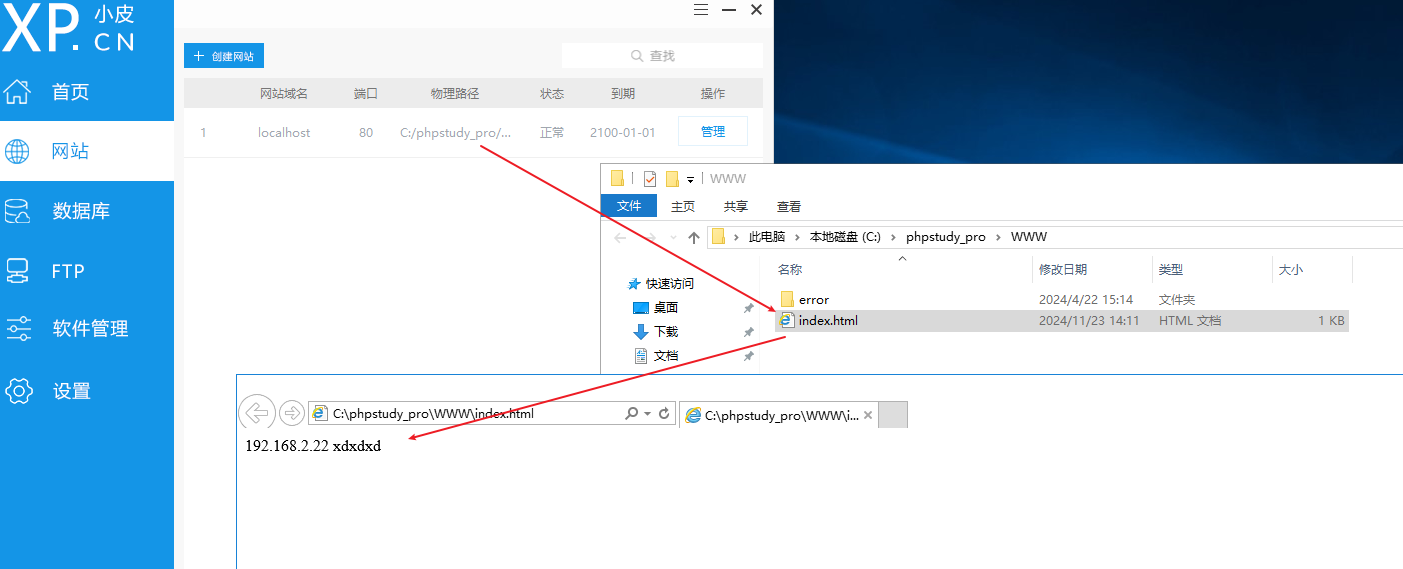 XP.CN 小皮
创建网站
查找
首页
网站
数据库
FTP
软件管理
设置
网站域名 端口 物理路径 状态 到期 操作
1 localhost 80 C:/phpstudy_pro/... 正常 2100-01-01 管理
WWW
文件 主页 共享 查看
此电脑 本地磁盘 (C:) phpstudy_pro WWW
名称 修改日期 类型 大小
快速访问
桌面
下载
文档
error 2024/4/22 15:14 文件夹
index.html 2024/11/23 14:11 HTML 文档 1 KB
C:\phpstudy_pro\WWW\index.html
C:\phpstudy_pro\WWW\i...
192.168.2.22 xdxdxd